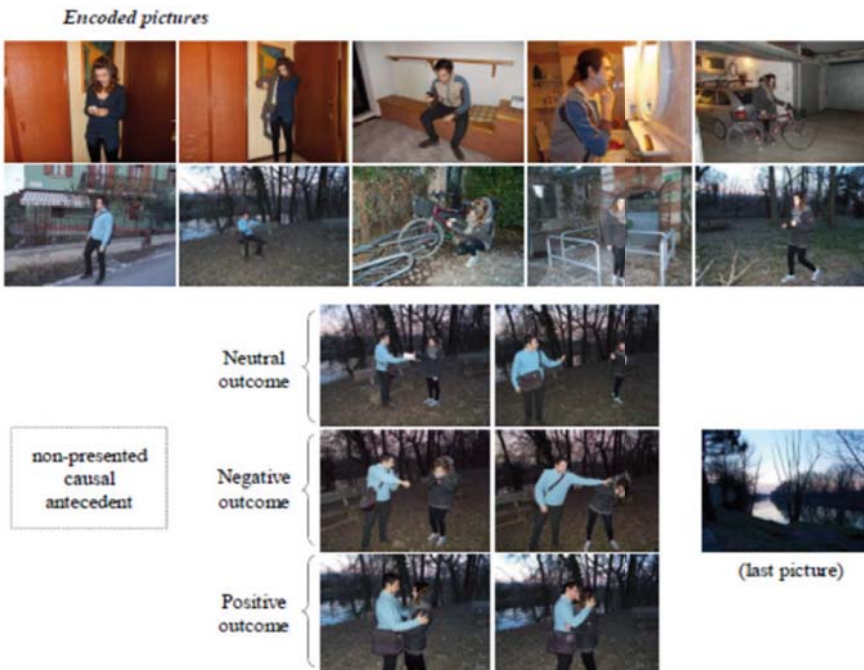 Encoded pictures
Neutral
outcome
non-presented
causal
antecedent
Negative
outcome
(last picture)
Positive
outcome